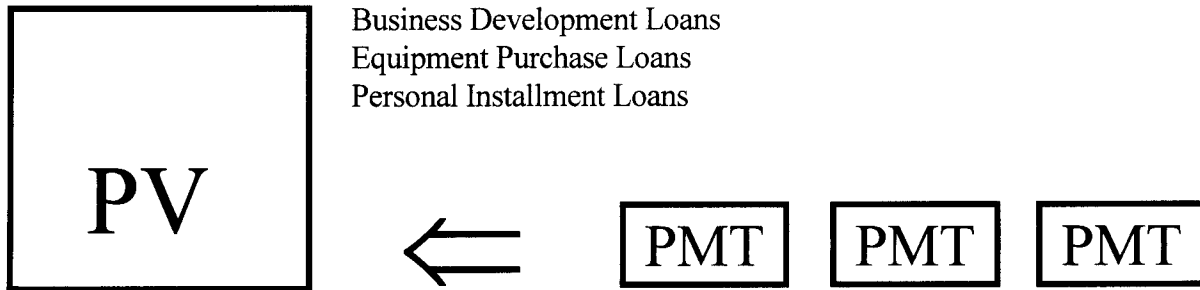 Business Development Loans
Equipment Purchase Loans
Personal Installment Loans
PV
PMT PMT PMT